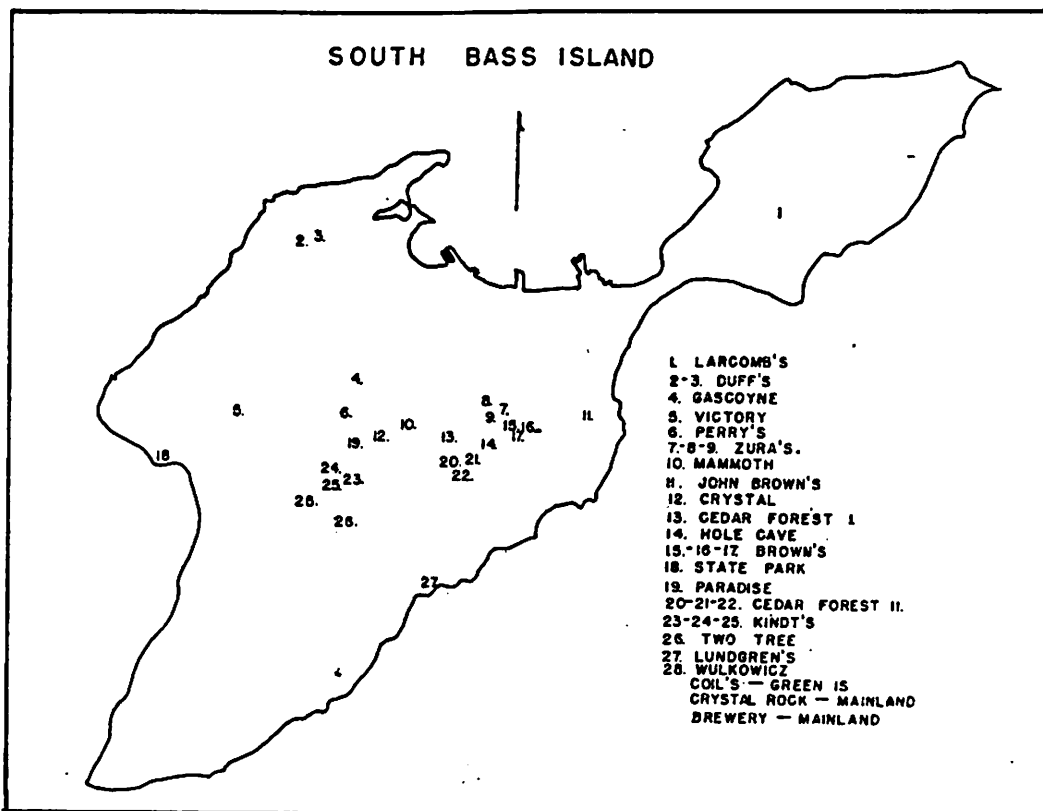 SOUTH BASS ISLAND
1
2. 3.
4.
5.
6.
8.
7.
9.
10.
11.
15. 16.
12.
13.
17.
19.
14.
18
20. 21.
24.
22.
23.
25.
28.
26.
27.
1. LARCOMB'S
2-3. DUFF'S
4. GASCOYNE
5. VICTORY
6. PERRY'S
7.-8-9. ZURA'S.
10. MAMMOTH
11. JOHN BROWN'S
12. CRYSTAL
13. CEDAR FOREST 1
14. HOLE CAVE
15.-16-17. BROWN'S
18. STATE PARK
19. PARADISE
20-21-22. CEDAR FOREST 11.
23-24-25. KINDT'S
26. TWO TREE
27. LUNDGREN'S
28. WULKOWICZ
COIL'S — GREEN IS
CRYSTAL ROCK — MAINLAND
BREWERY — MAINLAND